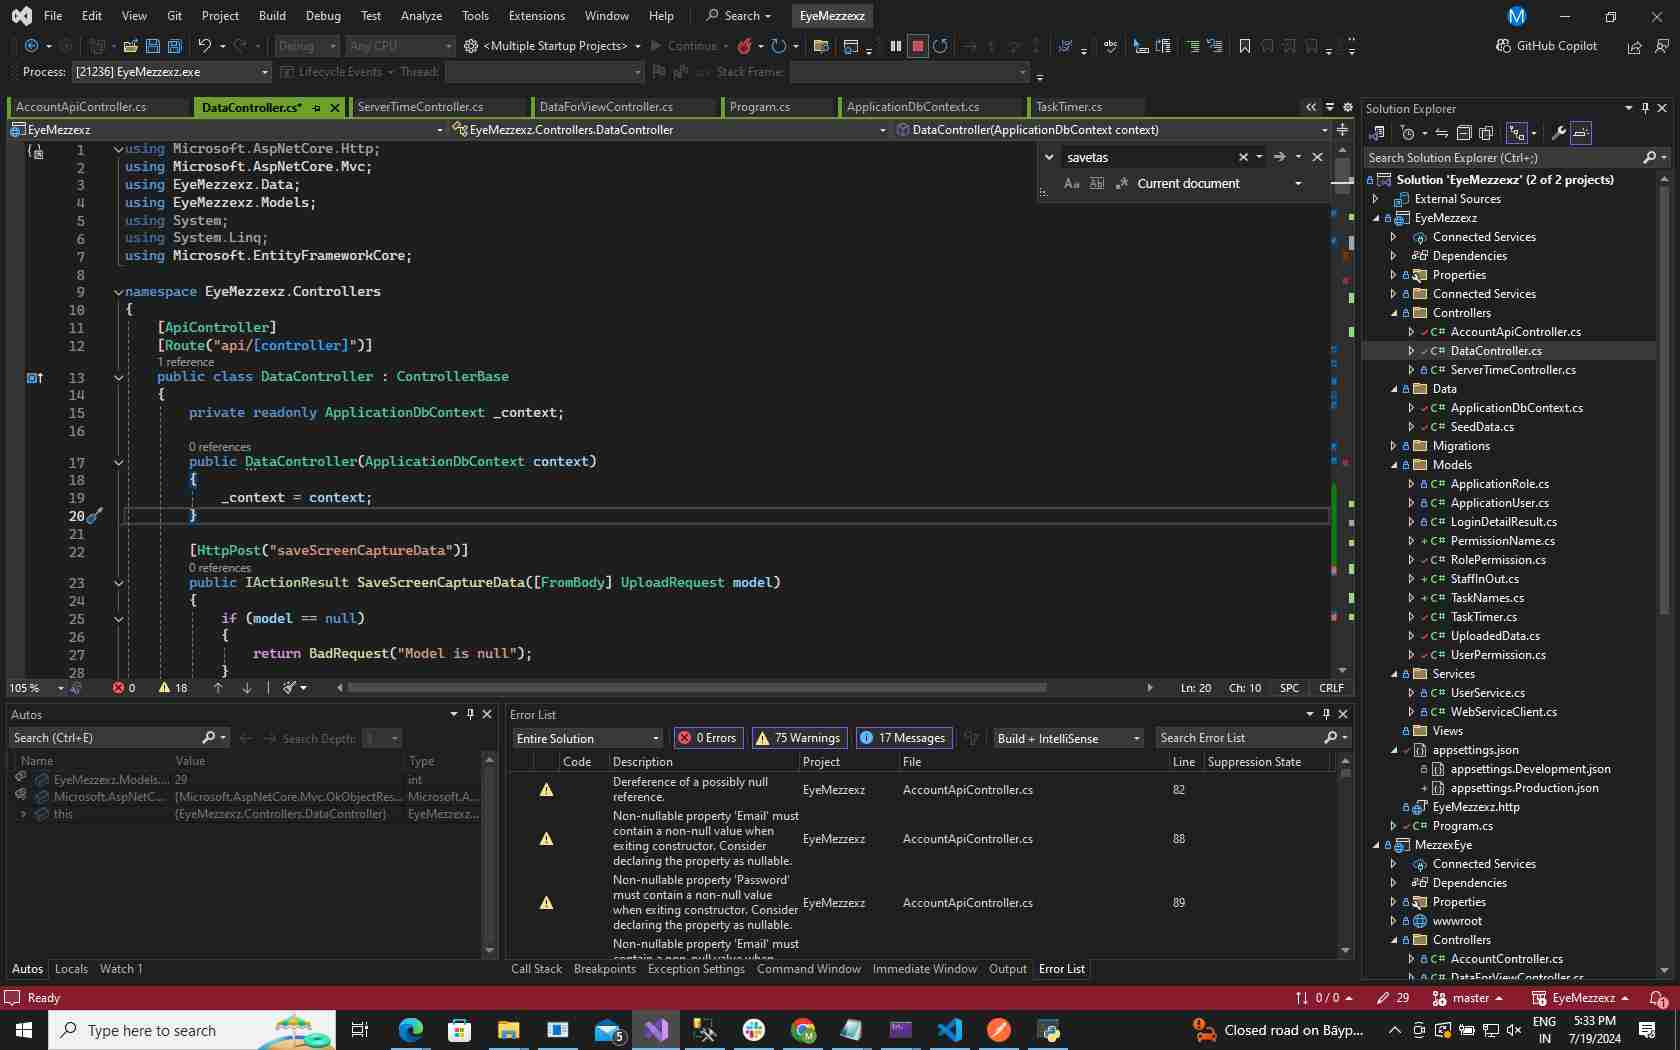 File Edit View Git Project Build Debug Test Analyze Tools Extensions Window Help Search EyeMezzexz M
Debug Any CPU <Multiple Startup Projects> Continue GitHub Copilot
Process: [21236] EyeMezzexz.exe Lifecycle Events Thread: Stack Frame:
AccountApiController.cs DataController.cs* ServerTimeController.cs DataForViewController.cs Program.cs ApplicationDbContext.cs TaskTimer.cs
EyeMezzexz EyeMezzexz.Controllers.DataController DataController(ApplicationDbContext context)
savetas
Aa Current document
1 using Microsoft.AspNetCore.Http;
2 using Microsoft.AspNetCore.Mvc;
3 using EyeMezzexz.Data;
4 using EyeMezzexz.Models;
5 using System;
6 using System.Linq;
7 using Microsoft.EntityFrameworkCore;
8
9 namespace EyeMezzexz.Controllers
10 {
11 [ApiController]
12 [Route("api/[controller]")]
1 reference
13 public class DataController : ControllerBase
14 {
15 private readonly ApplicationDbContext _context;
16
0 references
17 public DataController(ApplicationDbContext context)
18 {
19 _context = context;
20 }
21
22 [HttpPost("saveScreenCaptureData")]
0 references
23 public IActionResult SaveScreenCaptureData([FromBody] UploadRequest model)
24 {
25 if (model == null)
26 {
27 return BadRequest("Model is null");
28 }
105 % 0 18 Ln: 20 Ch: 10 SPC CRLF
Solution Explorer
Search Solution Explorer (Ctrl+;)
Solution 'EyeMezzexz' (2 of 2 projects)
External Sources
EyeMezzexz
Connected Services
Dependencies
Properties
Connected Services
Controllers
C# AccountApiController.cs
C# DataController.cs
C# ServerTimeController.cs
Data
C# ApplicationDbContext.cs
C# SeedData.cs
Migrations
Models
C# ApplicationRole.cs
C# ApplicationUser.cs
C# LoginDetailResult.cs
C# PermissionName.cs
C# RolePermission.cs
C# StaffInOut.cs
C# TaskNames.cs
C# TaskTimer.cs
C# UploadedData.cs
C# UserPermission.cs
Services
C# UserService.cs
C# WebServiceClient.cs
Views
appsettings.json
appsettings.Development.json
appsettings.Production.json
EyeMezzexz.http
C# Program.cs
MezzexEye
Connected Services
Dependencies
Properties
wwwroot
Controllers
C# AccountController.cs
C# DataForViewController.cs
Autos
Search (Ctrl+E) Search Depth:
Name Value Type
EyeMezzexz.Models.... 29 int
Microsoft.AspNetC... {Microsoft.AspNetCore.Mvc.OkObjectRes... Microsoft.A...
this {EyeMezzexz.Controllers.DataController} EyeMezzexz...
Autos Locals Watch 1
Error List
Entire Solution 0 Errors 75 Warnings 17 Messages Build + IntelliSense Search Error List
Code Description Project File Line Suppression State
Dereference of a possibly null
reference. EyeMezzexz AccountApiController.cs 82
Non-nullable property 'Email' must
contain a non-null value when
exiting constructor. Consider
declaring the property as nullable. EyeMezzexz AccountApiController.cs 88
Non-nullable property 'Password'
must contain a non-null value
when exiting constructor. Consider
declaring the property as nullable. EyeMezzexz AccountApiController.cs 89
Non-nullable property 'Email' must
Call Stack Breakpoints Exception Settings Command Window Immediate Window Output Error List
Ready 0 / 0 29 master EyeMezzexz 1
Type here to search 5 Closed road on Bāyp... ENG IN 5:33 PM 7/19/2024